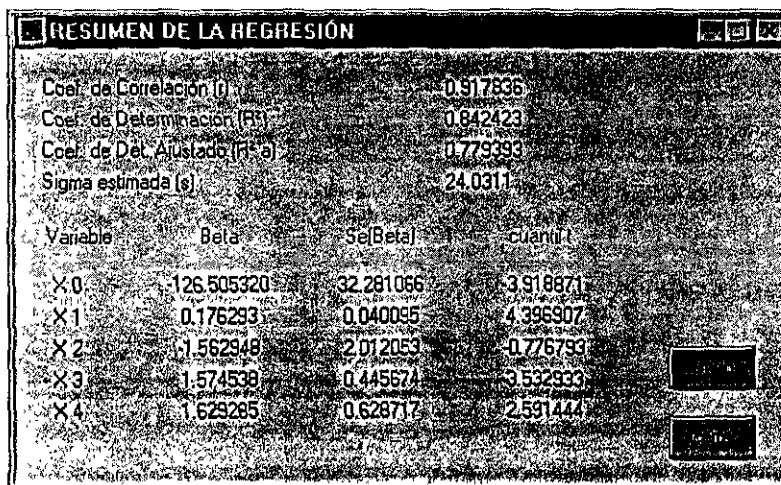 RESUMEN DE LA REGRESIÓN
Coef. de Correlación (r) 0.917836
Coef. de Determinación (R²) 0.842423
Coef. de Det. Ajustado (R² a) 0.779393
Sigma estimada (s) 24.0311
Variable Beta Se(Beta) cuantil t
X 0 -126.505320 32.281066 -3.918871
X 1 0.176293 0.040095 4.396907
X 2 -1.562948 2.012053 -0.776793
X 3 1.574538 0.445674 3.532933
X 4 1.629285 0.628717 2.591444